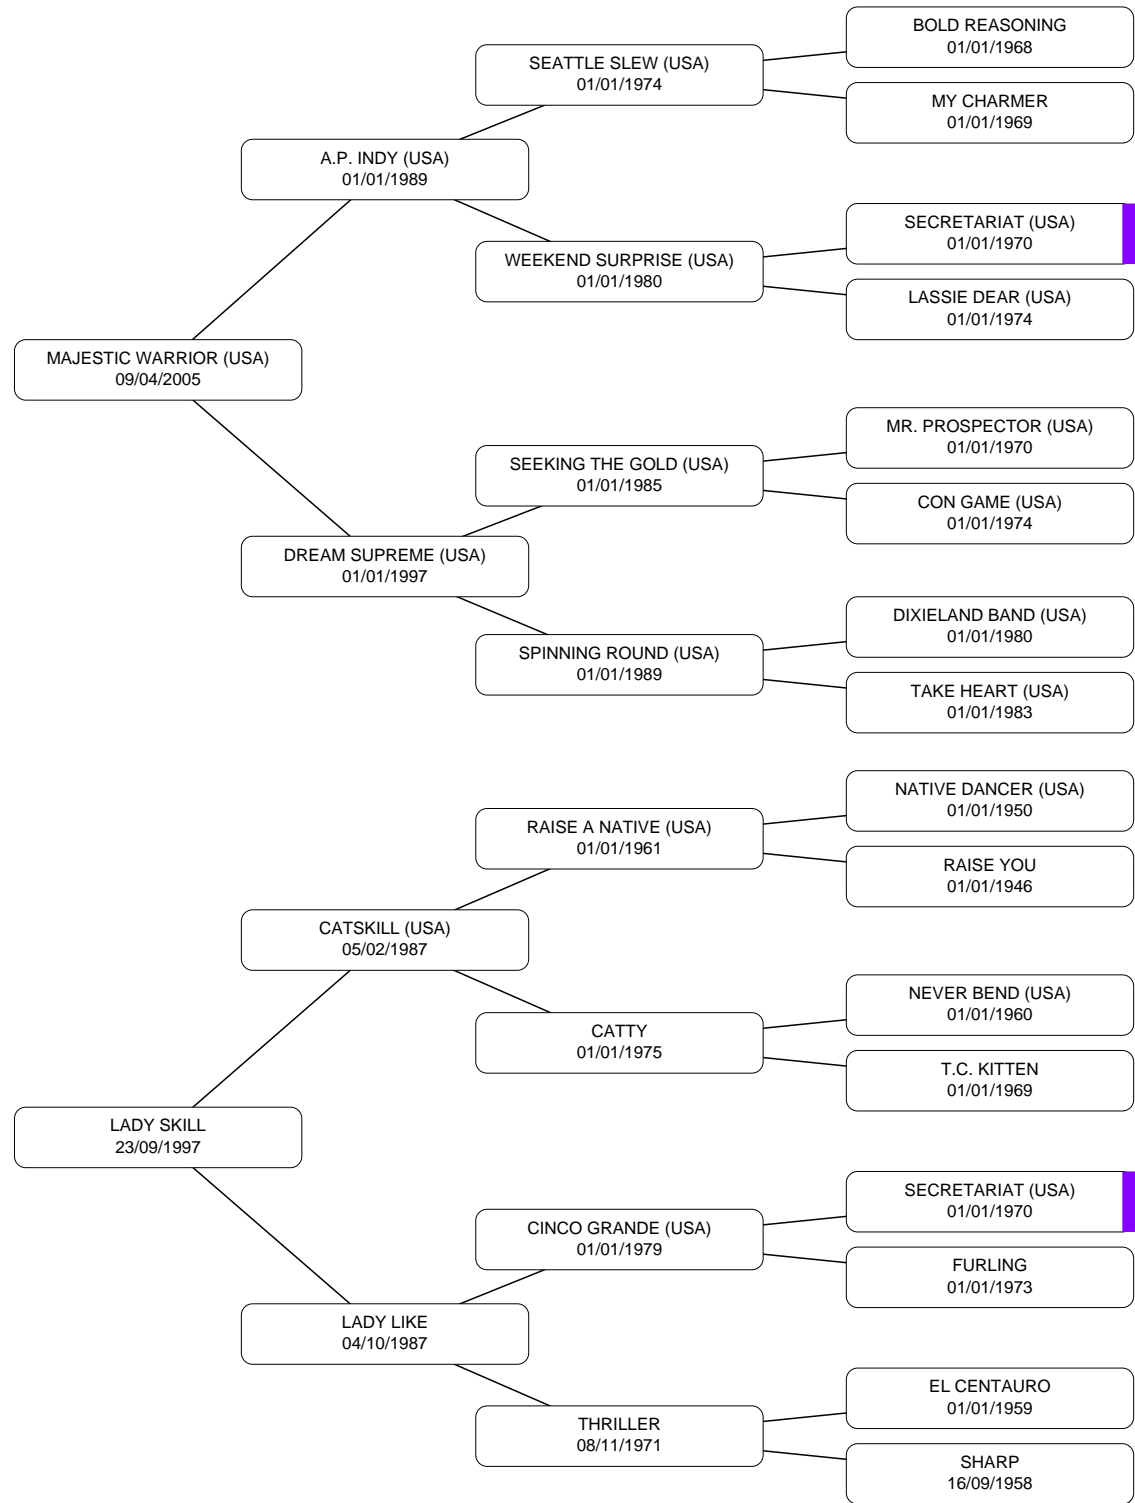 BOLD REASONING
01/01/1968
SEATTLE SLEW (USA)
01/01/1974
MY CHARMER
01/01/1969
A.P. INDY (USA)
01/01/1989
SECRETARIAT (USA)
01/01/1970
WEEKEND SURPRISE (USA)
01/01/1980
LASSIE DEAR (USA)
01/01/1974
MAJESTIC WARRIOR (USA)
09/04/2005
MR. PROSPECTOR (USA)
01/01/1970
SEEKING THE GOLD (USA)
01/01/1985
CON GAME (USA)
01/01/1974
DREAM SUPREME (USA)
01/01/1997
DIXIELAND BAND (USA)
01/01/1980
SPINNING ROUND (USA)
01/01/1989
TAKE HEART (USA)
01/01/1983
NATIVE DANCER (USA)
01/01/1950
RAISE A NATIVE (USA)
01/01/1961
RAISE YOU
01/01/1946
CATSKILL (USA)
05/02/1987
NEVER BEND (USA)
01/01/1960
CATTY
01/01/1975
T.C. KITTEN
01/01/1969
LADY SKILL
23/09/1997
SECRETARIAT (USA)
01/01/1970
CINCO GRANDE (USA)
01/01/1979
FURLING
01/01/1973
LADY LIKE
04/10/1987
EL CENTAURO
01/01/1959
THRILLER
08/11/1971
SHARP
16/09/1958